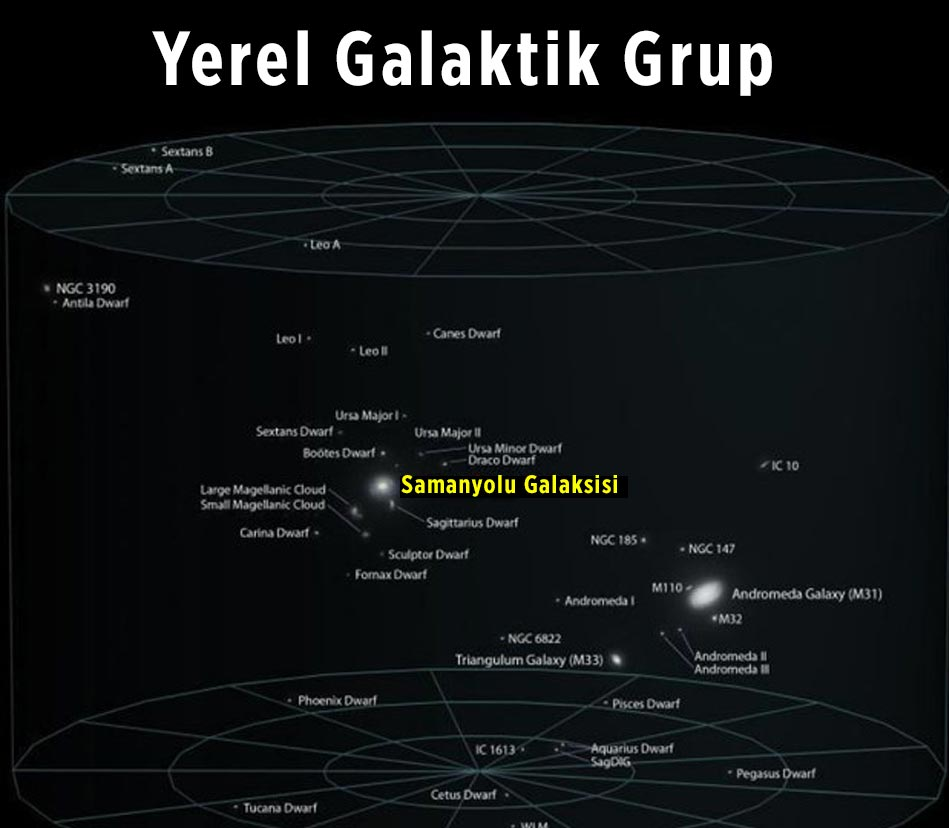 Yerel Galaktik Grup
Sextans B
Sextans A
Leo A
NGC 3190
Antila Dwarf
Canes Dwarf
Leo I
Leo II
Ursa Major I
Sextans Dwarf
Ursa Major II
Boötes Dwarf
Ursa Minor Dwarf
Draco Dwarf
IC 10
Samanyolu Galaksisi
Large Magellanic Cloud
Small Magellanic Cloud
Sagittarius Dwarf
Carina Dwarf
NGC 185
NGC 147
Sculptor Dwarf
Fornax Dwarf
M110
Andromeda Galaxy (M31)
Andromeda I
M32
NGC 6822
Andromeda II
Triangulum Galaxy (M33)
Andromeda III
Phoenix Dwarf
Pisces Dwarf
IC 1613
Aquarius Dwarf
SagDIG
Pegasus Dwarf
Cetus Dwarf
Tucana Dwarf
WLM